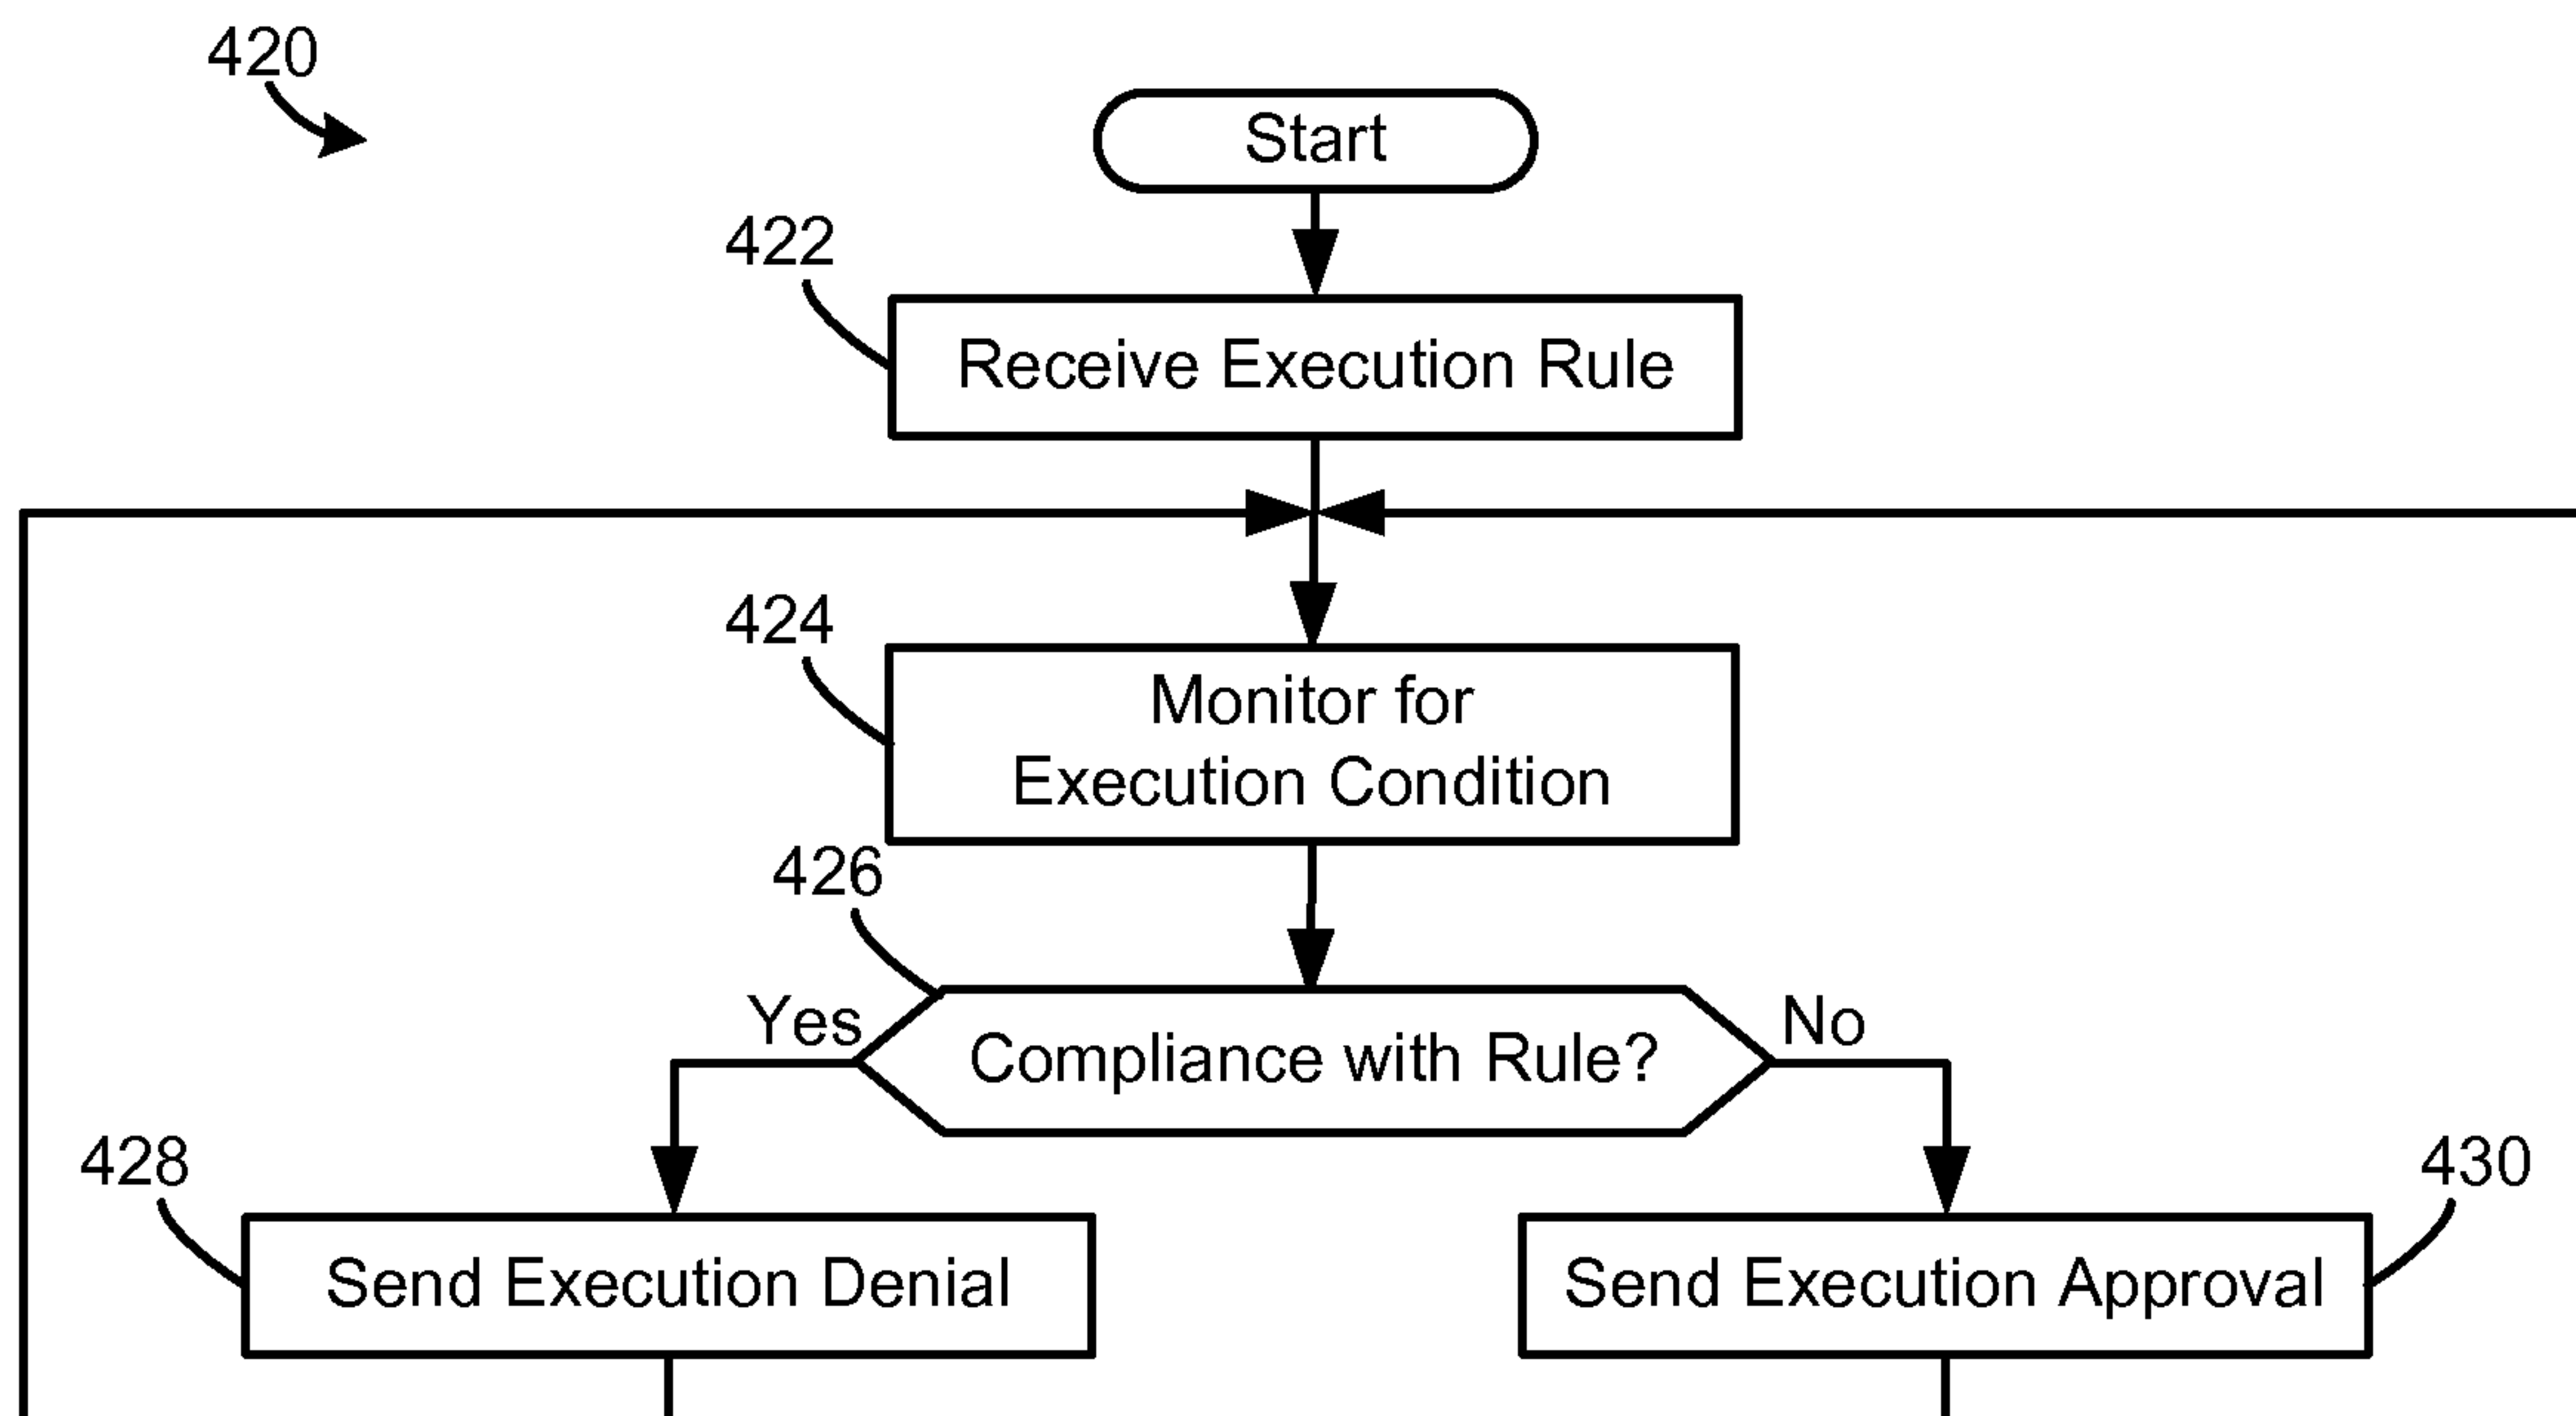 420
Start
422
Receive Execution Rule
424
Monitor for
Execution Condition
426
Yes
Compliance with Rule?
No
428
Send Execution Denial
Send Execution Approval
430